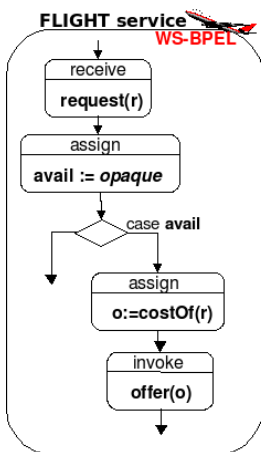 FLIGHT service
WS-BPEL
receive
request(r)
assign
avail := opaque
case avail
assign
o:=costOf(r)
invoke
offer(o)